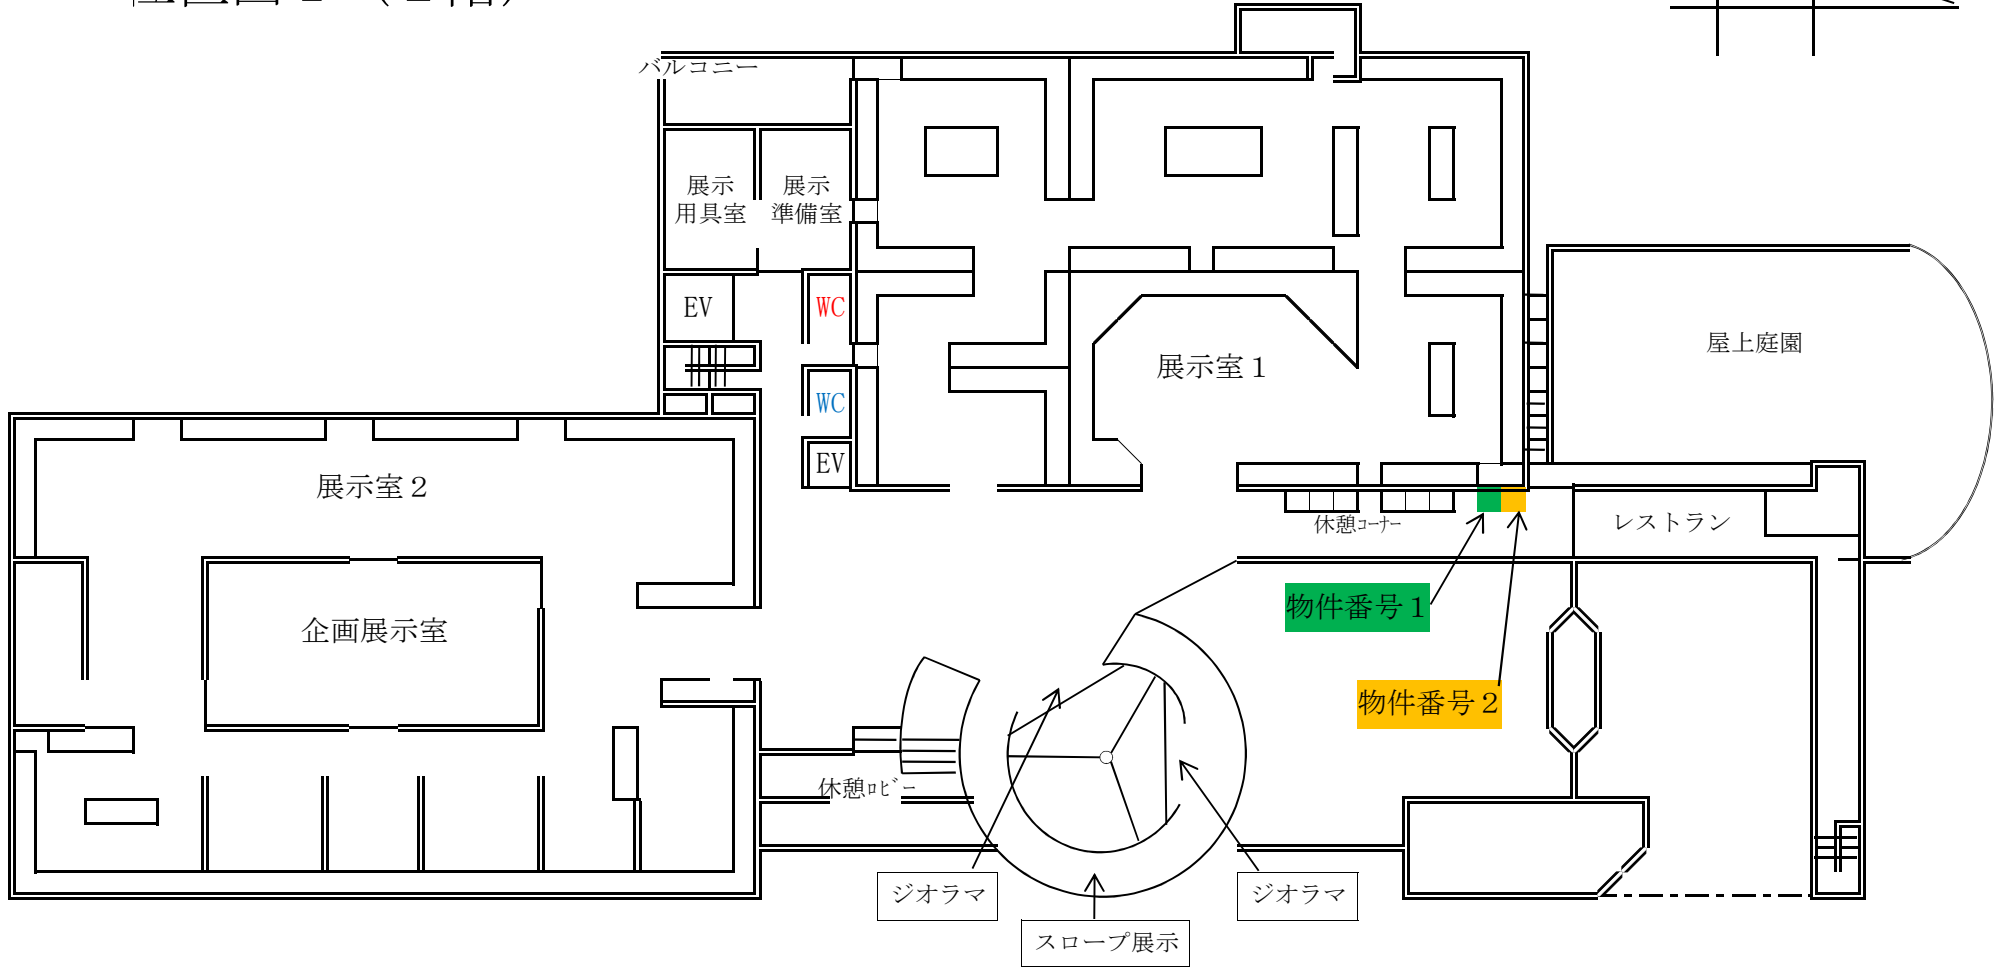 バルコニー
展示
用具室
展示
準備室
EV
WC
WC
EV
展示室１
屋上庭園
展示室２
休憩コーナー
レストラン
企画展示室
物件番号１
物件番号２
休憩ロビー
ジオラマ
ジオラマ
スロープ展示